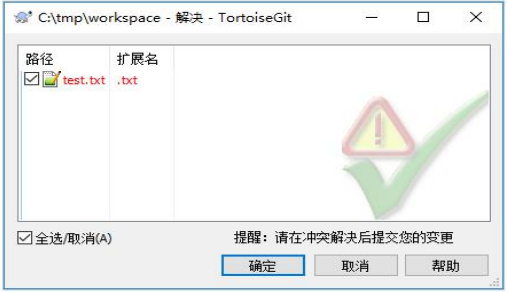 C:\tmp\workspace - 解决 - TortoiseGit
路径 扩展名
test.txt .txt
全选/取消(A) 提醒：请在冲突解决后提交您的变更
确定 取消 帮助